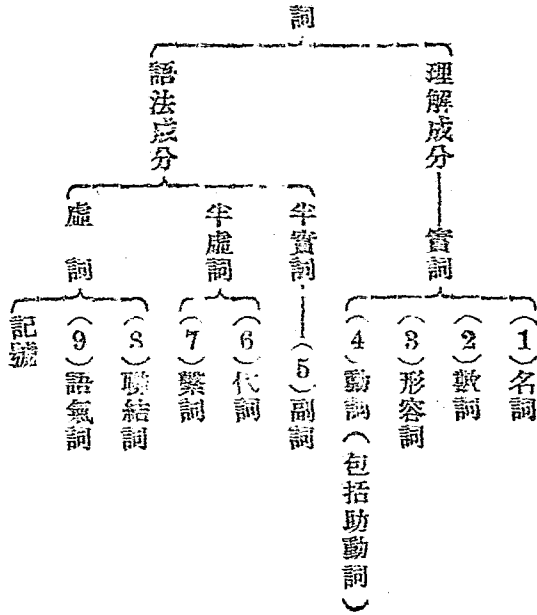 詞
理解成分
語法成分
實詞
半實詞
半虛詞
虛詞
(1)名詞
(2)數詞
(3)形容詞
(4)動詞(包括助動詞)
(5)副詞
(6)代詞
(7)繫詞
(8)聯結詞
(9)語氣詞
記號